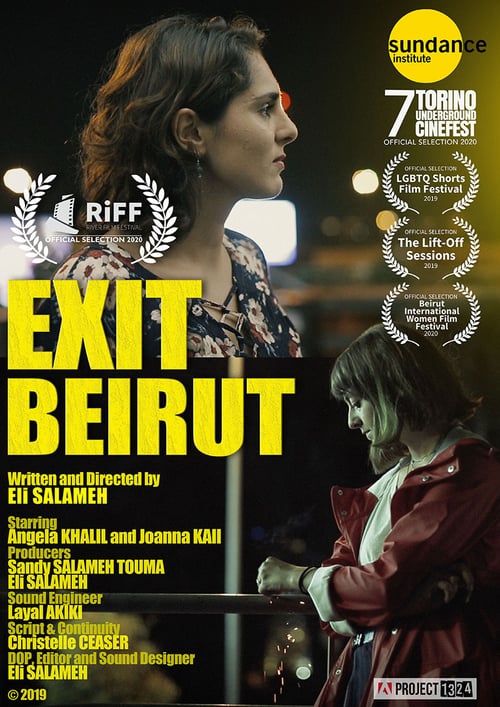 sundance
institute
7 TORINO
UNDERGROUND
CINEFEST
OFFICIAL SELECTION 2020
OFFICIAL SELECTION
LGBTQ Shorts
Film Festival
2019
RiFF
RIVER FILM FESTIVAL
OFFICIAL SELECTION 2020
OFFICIAL SELECTION
The Lift-Off
Sessions
2019
OFFICIAL SELECTION
Beirut
International
Women Film
Festival
2020
EXIT
BEIRUT
Written and Directed by
Eli SALAMEH
Starring
Angela KHALIL and Joanna KAII
Producers
Sandy SALAMEH TOUMA
Eli SALAMEH
Sound Engineer
Layal AKIKI
Script & Continuity
Christelle CEASER
DOP, Editor and Sound Designer
Eli SALAMEH
© 2019
PROJECT 1324